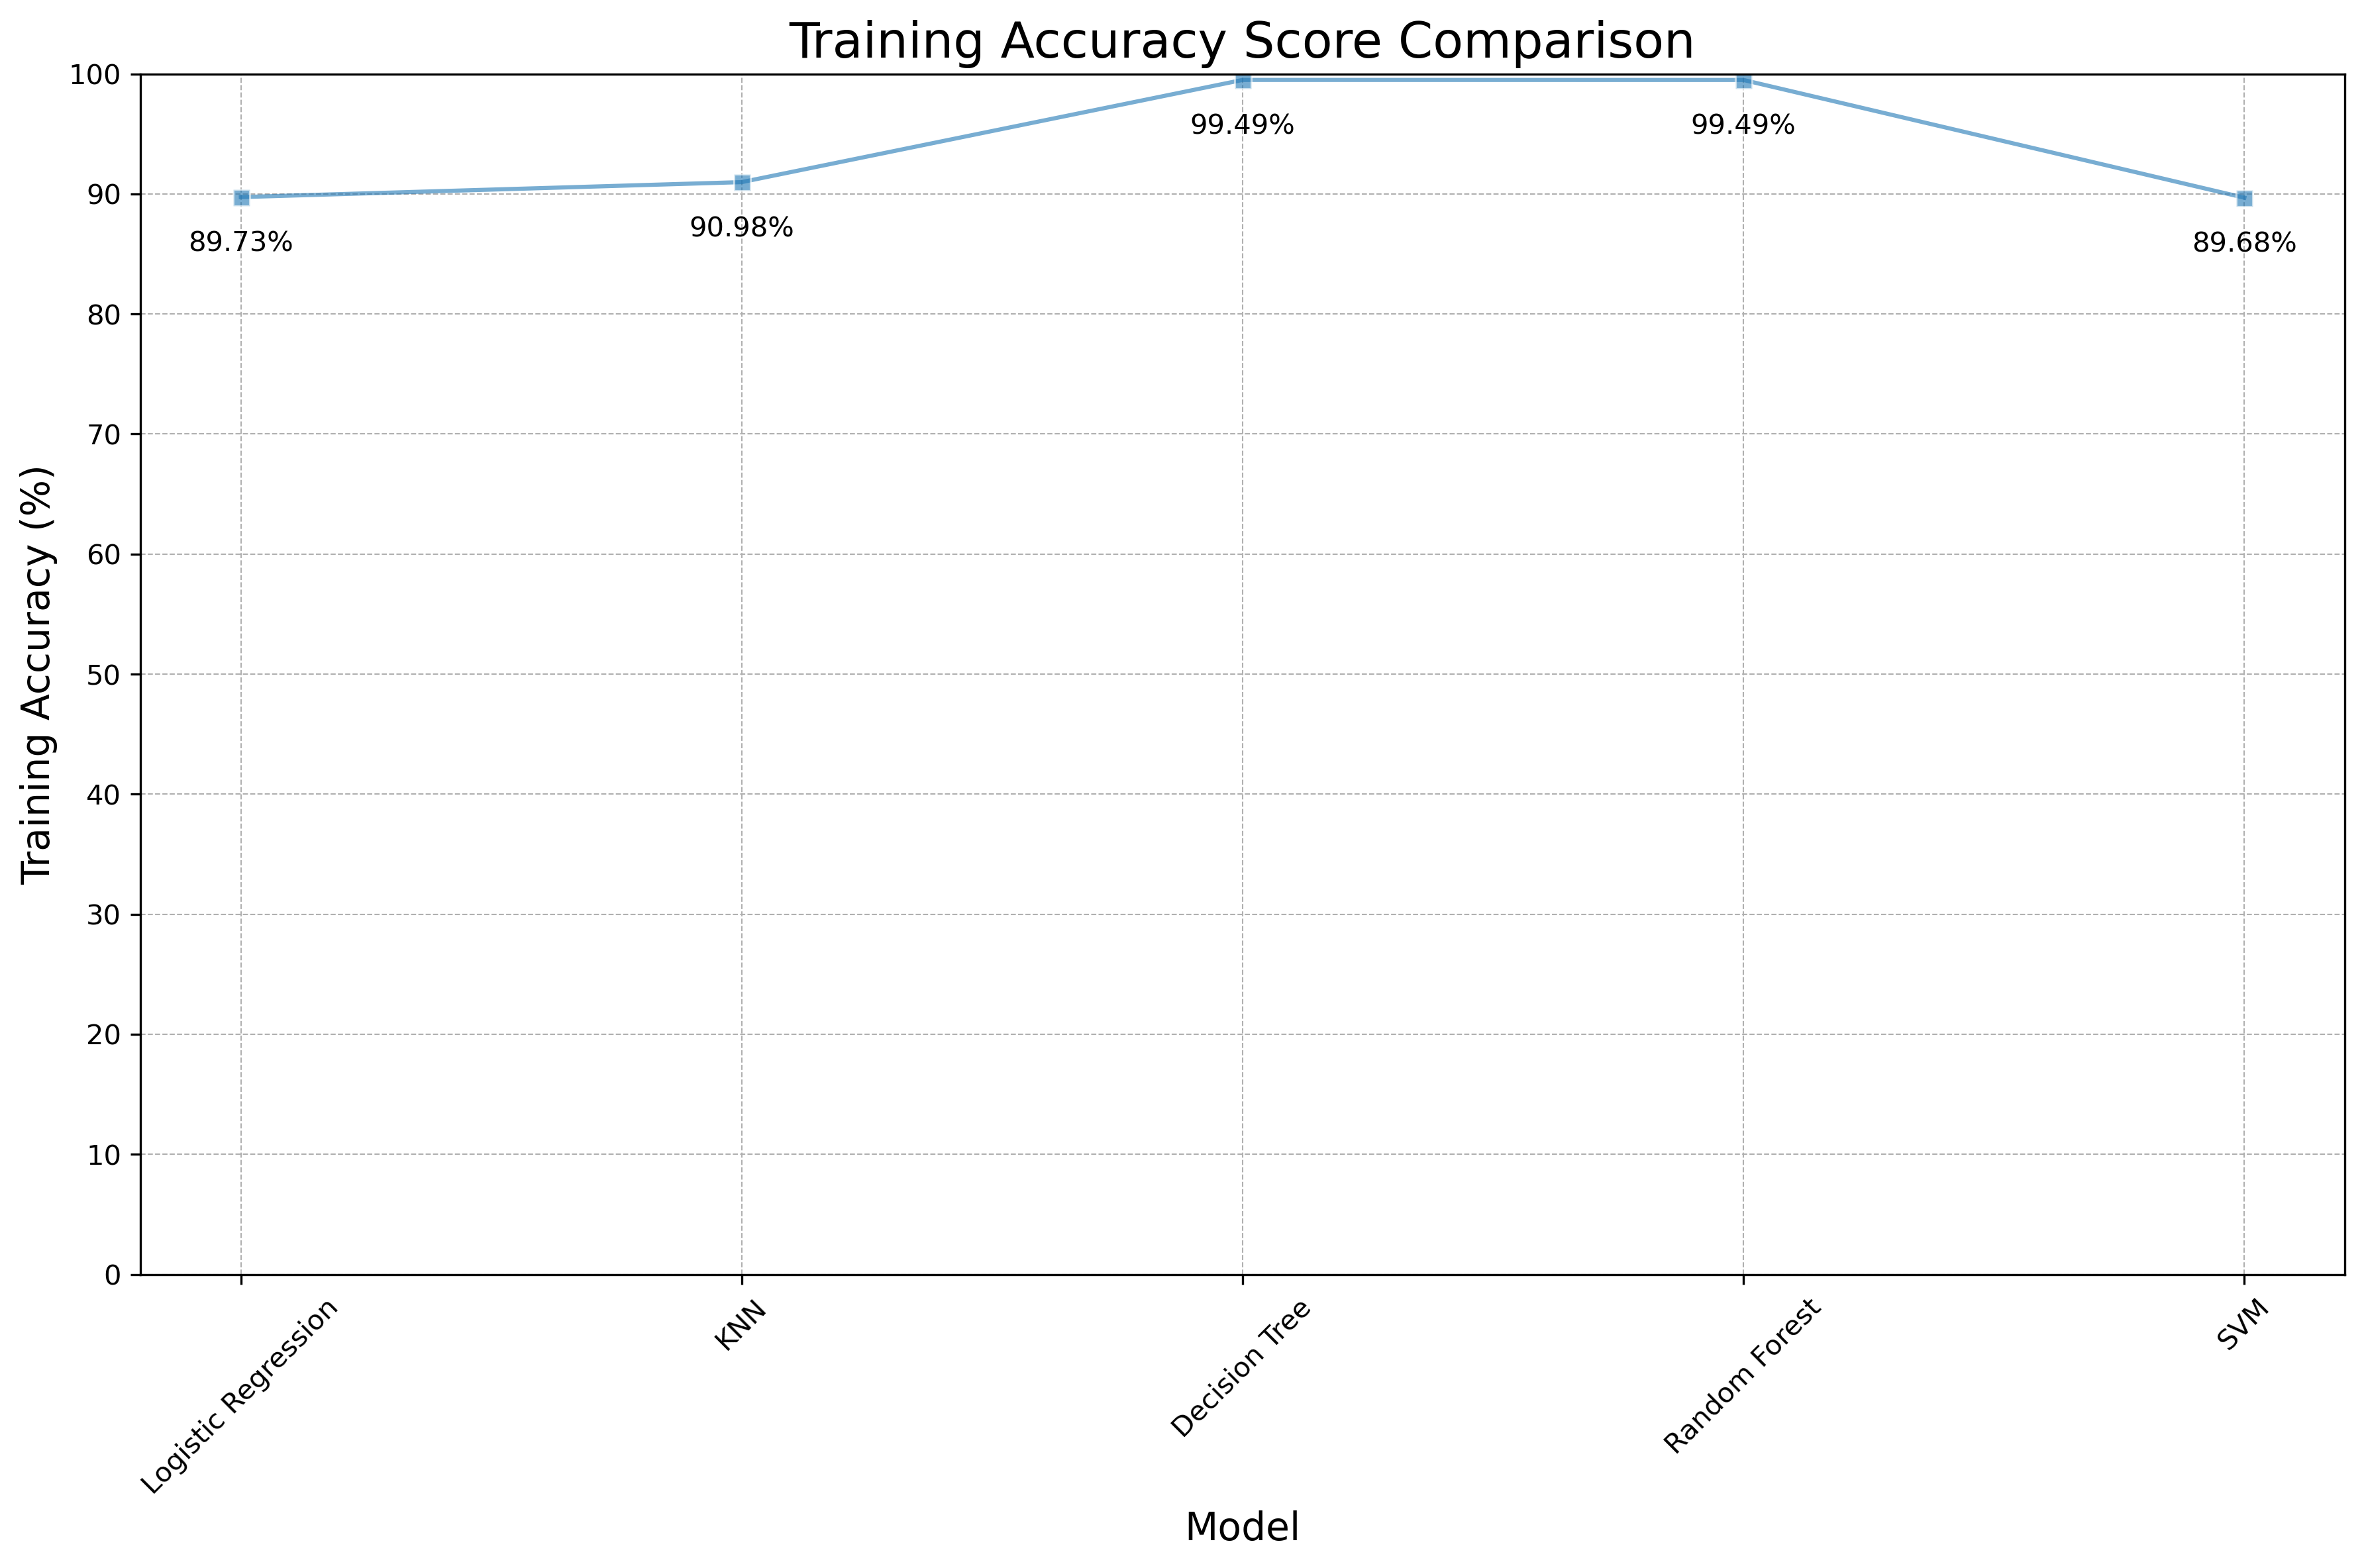 Training Accuracy Score Comparison
Training Accuracy (%)
100
90
80
70
60
50
40
30
20
10
0
89.73%
90.98%
99.49%
99.49%
89.68%
Logistic Regression
KNN
Decision Tree
Random Forest
SVM
Model